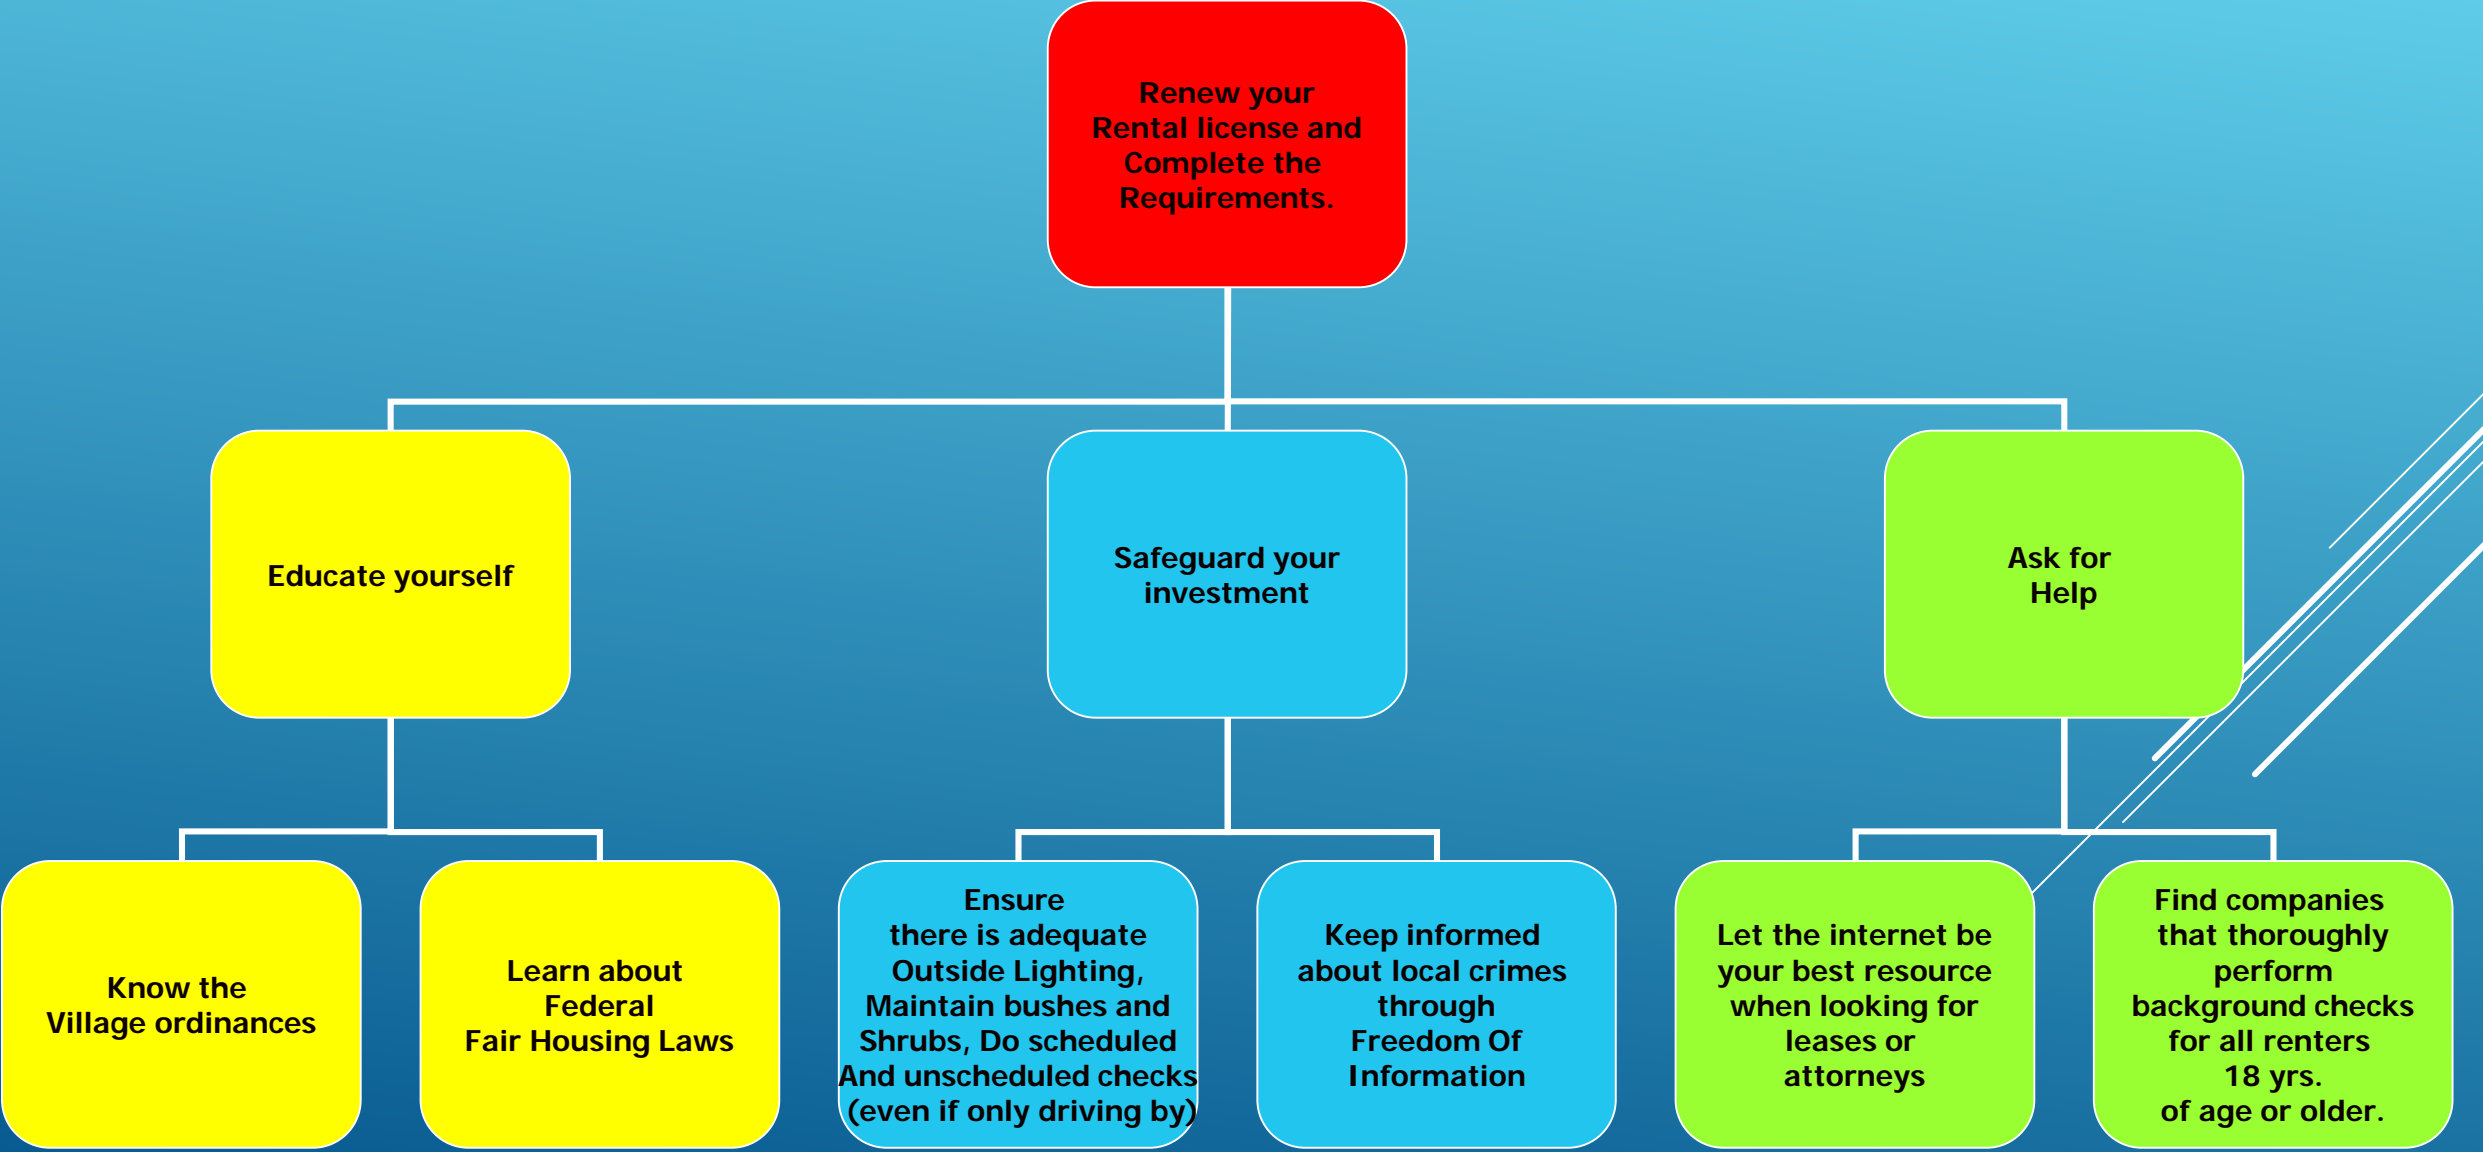 Renew your
Rental license and
Complete the
Requirements.
Educate yourself
Safeguard your
investment
Ask for
Help
Know the
Village ordinances
Learn about
Federal
Fair Housing Laws
Ensure
there is adequate
Outside Lighting,
Maintain bushes and
Shrubs, Do scheduled
And unscheduled checks
(even if only driving by)
Keep informed
about local crimes
through
Freedom Of
Information
Let the internet be
your best resource
when looking for
leases or
attorneys
Find companies
that thoroughly
perform
background checks
for all renters
18 yrs.
of age or older.